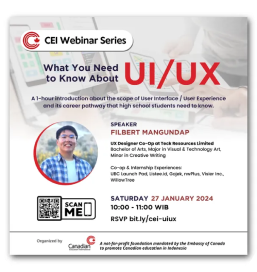 CEI Webinar Series
What You Need
to Know About
UI/UX
A 1-hour introduction about the scope of User Interface / User Experience
and its career pathway that high school students need to know.
SPEAKER
FILBERT MANGUNDAP
UX Designer Co-Op at Teck Resources Limited
Bachelor of Arts, Major in Visual & Technology Art,
Minor in Creative Writing
Co-op & Internship Experiences:
UBC Launch Pad, Listee.id, Gojek, nwPlus, Visier Inc.,
WillowTree
SCAN
ME
SATURDAY 27 JANUARY 2024
10:00 - 11:00 WIB
RSVP bit.ly/cei-uiux
Organized by
Canadian
A not-for-profit foundation mandated by the Embassy of Canada
to promote Canadian education in Indonesia